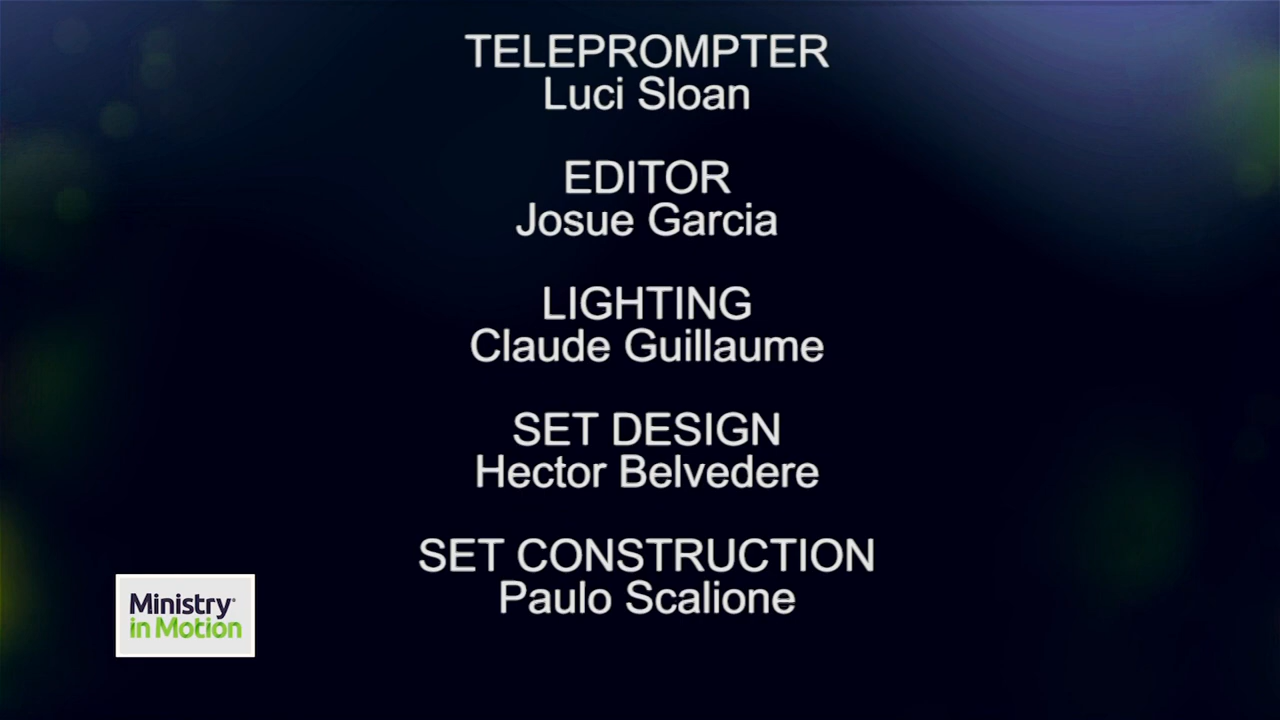 TELEPROMPTER
Luci Sloan
EDITOR
Josue Garcia
LIGHTING
Claude Guillaume
SET DESIGN
Hector Belvedere
SET CONSTRUCTION
Paulo Scalione
Ministry
in Motion